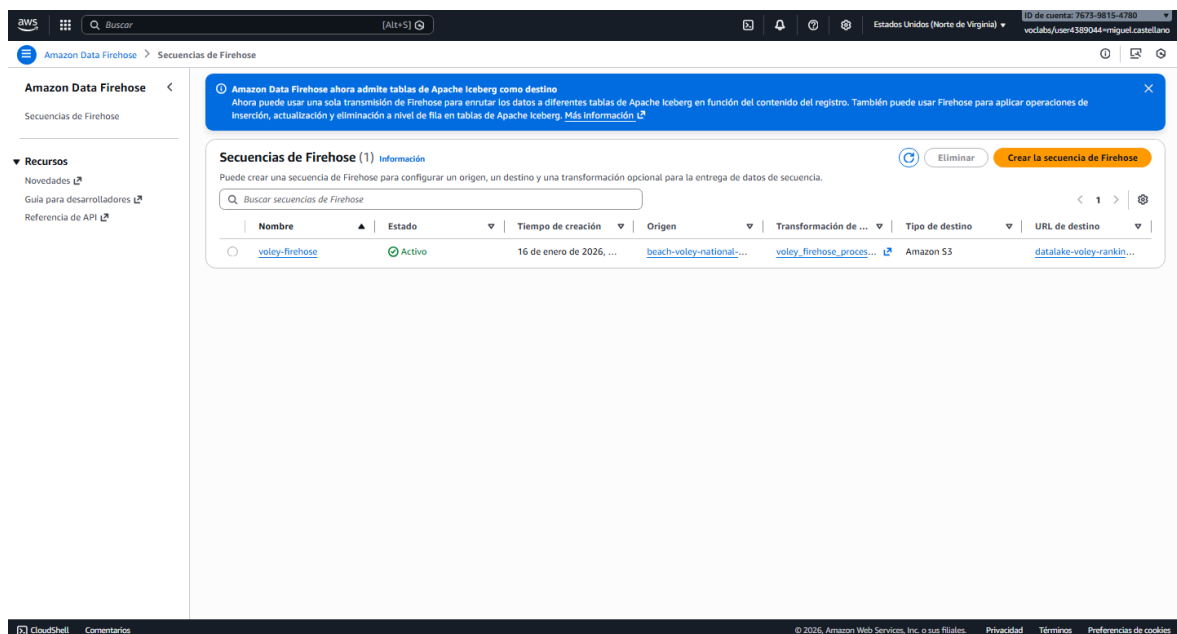 aws
Buscar
[Alt+S]
Estados Unidos (Norte de Virginia)
ID de cuenta: 7673-9815-4780
voclabs/user4389044=miguel.castellano
Amazon Data Firehose > Secuencias de Firehose
Amazon Data Firehose
Secuencias de Firehose
Recursos
Novedades
Guía para desarrolladores
Referencia de API
Amazon Data Firehose ahora admite tablas de Apache Iceberg como destino
Ahora puede usar una sola transmisión de Firehose para enrutar los datos a diferentes tablas de Apache Iceberg en función del contenido del registro. También puede usar Firehose para aplicar operaciones de
inserción, actualización y eliminación a nivel de fila en tablas de Apache Iceberg. Más información
Secuencias de Firehose (1) Información
Eliminar
Crear la secuencia de Firehose
Puede crear una secuencia de Firehose para configurar un origen, un destino y una transformación opcional para la entrega de datos de secuencia.
Buscar secuencias de Firehose
1
Nombre Estado Tiempo de creación Origen Transformación de ... Tipo de destino URL de destino
voley-firehose Activo 16 de enero de 2026, ... beach-voley-national-... voley_firehose_proces... Amazon S3 datalake-voley-rankin...
CloudShell Comentarios
© 2026, Amazon Web Services, Inc. o sus filiales. Privacidad Términos Preferencias de cookies